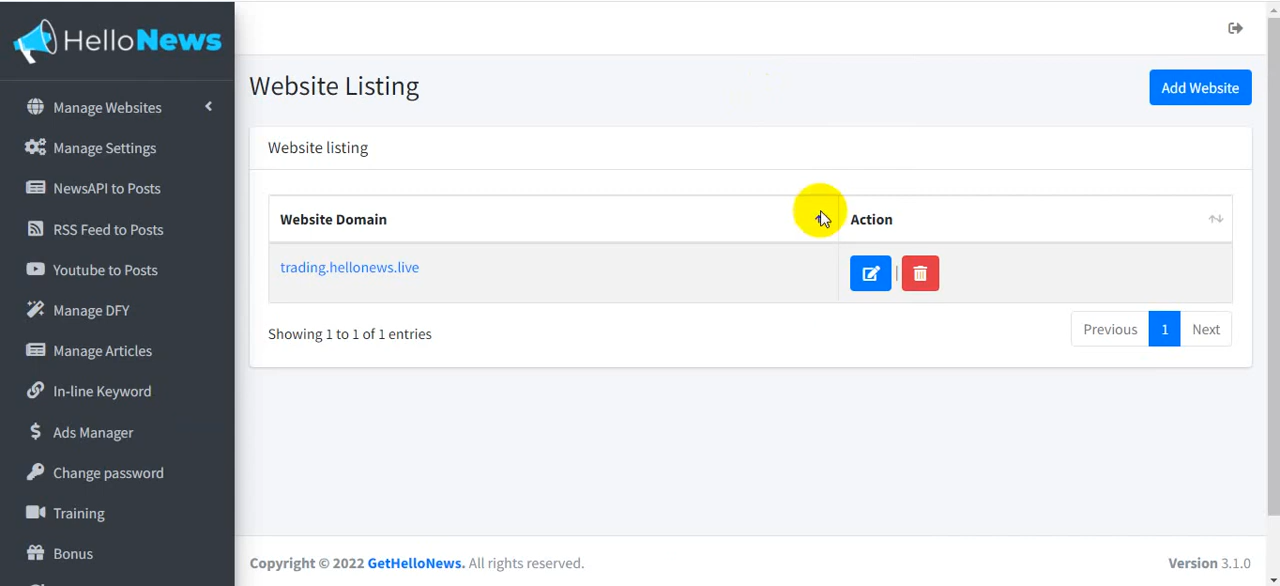 HelloNews
Manage Websites
Manage Settings
NewsAPI to Posts
RSS Feed to Posts
Youtube to Posts
Manage DFY
Manage Articles
In-line Keyword
Ads Manager
Change password
Training
Bonus
Website Listing
Add Website
Website listing
Website Domain Action
trading.hellonews.live |
Showing 1 to 1 of 1 entries
Previous 1 Next
Copyright © 2022 GetHelloNews. All rights reserved.
Version 3.1.0